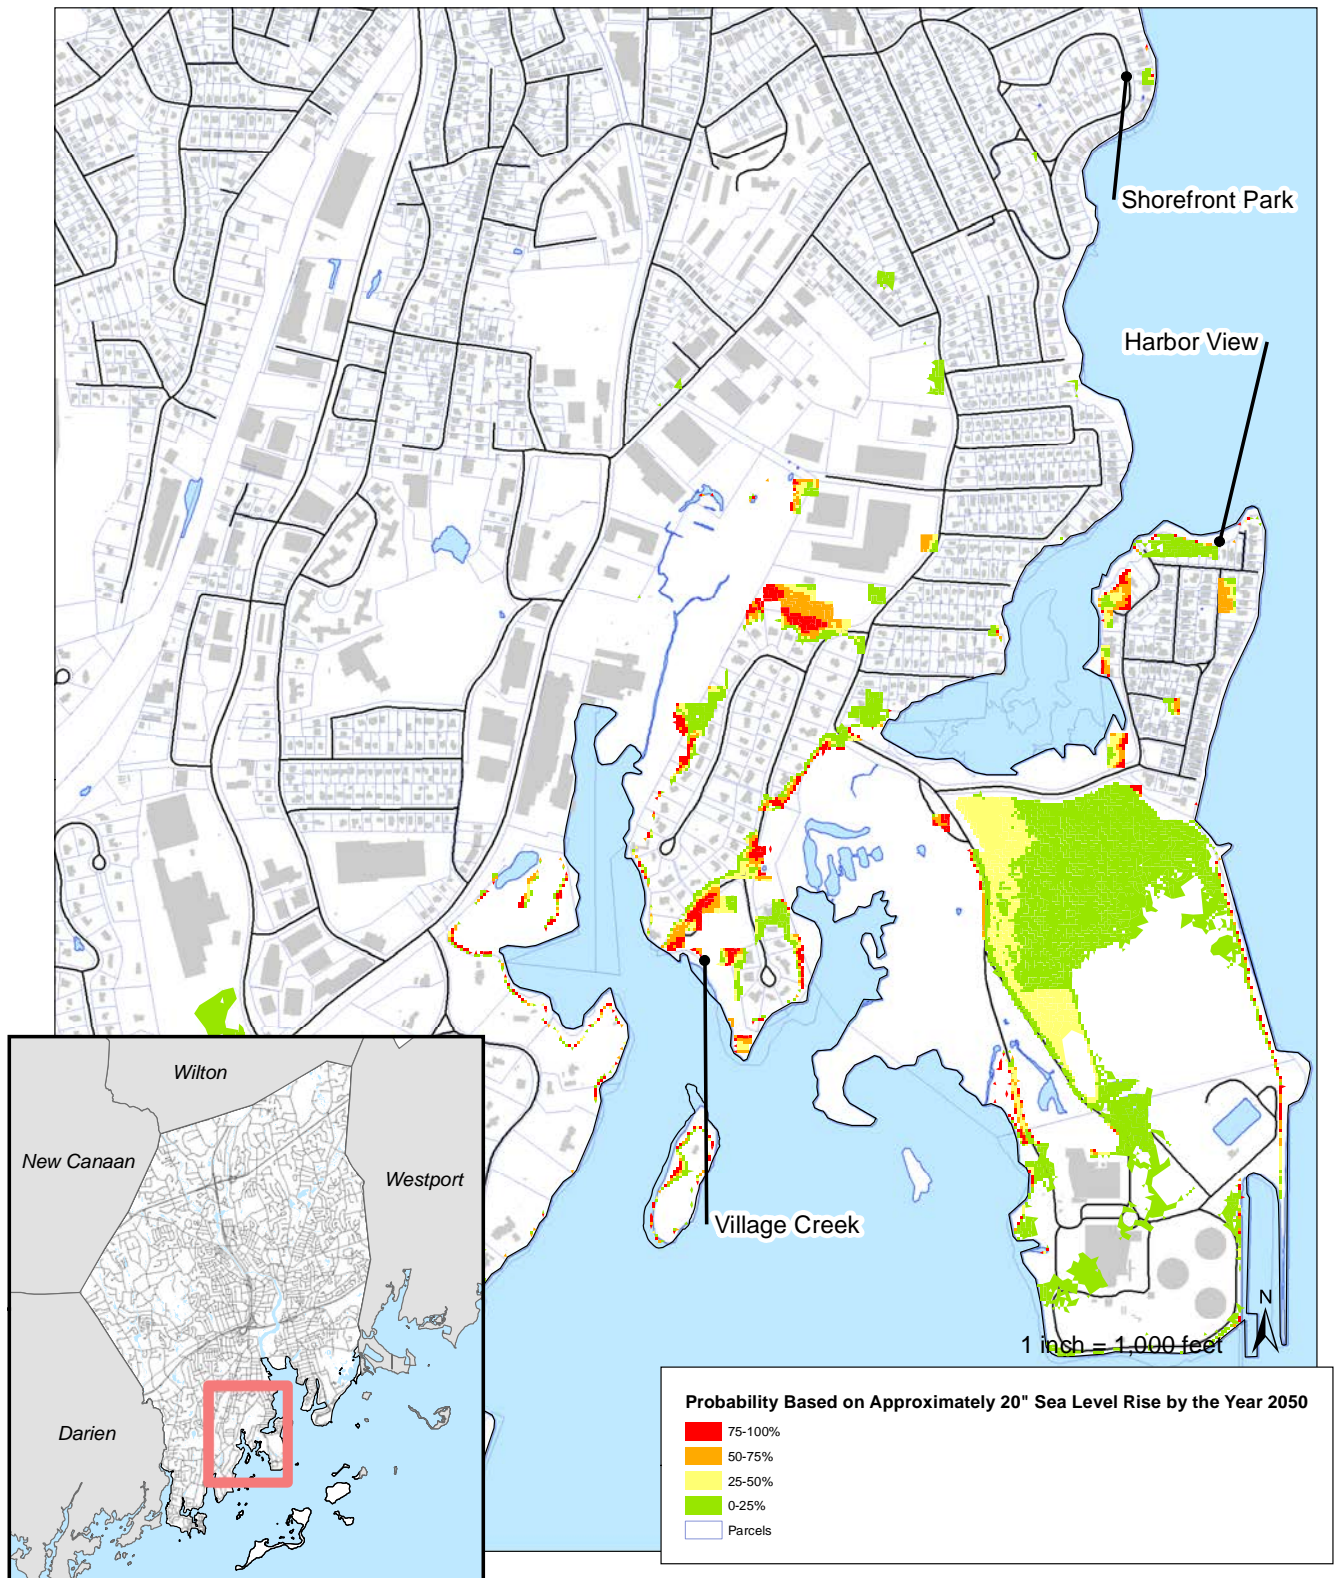 Shorefront Park
Harbor View
Village Creek
Wilton
New Canaan
Westport
Darien
N
1 inch = 1,000 feet
Probability Based on Approximately 20" Sea Level Rise by the Year 2050
75-100%
50-75%
25-50%
0-25%
Parcels